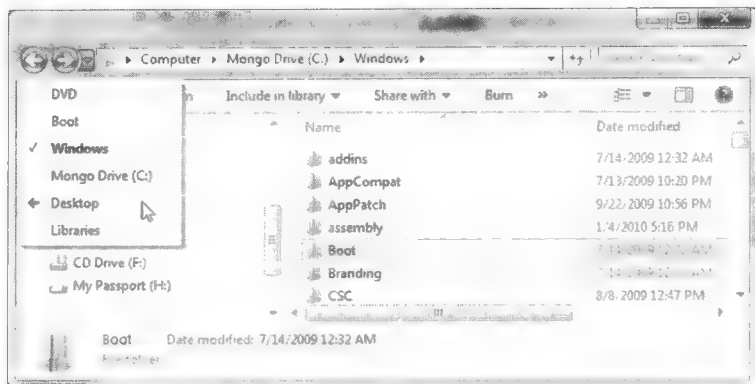 Computer ▸ Mongo Drive (C:) ▸ Windows ▸
Include in library Share with Burn »
DVD
Boot
✓ Windows
Mongo Drive (C:)
Desktop
Libraries
CD Drive (F:)
My Passport (H:)
Name Date modified
addins 7/14/2009 12:32 AM
AppCompat 7/13/2009 10:20 PM
AppPatch 9/22/2009 10:56 PM
assembly 1/4/2010 5:16 PM
Boot
Branding
CSC 8/8/2009 12:47 PM
Boot Date modified: 7/14/2009 12:32 AM